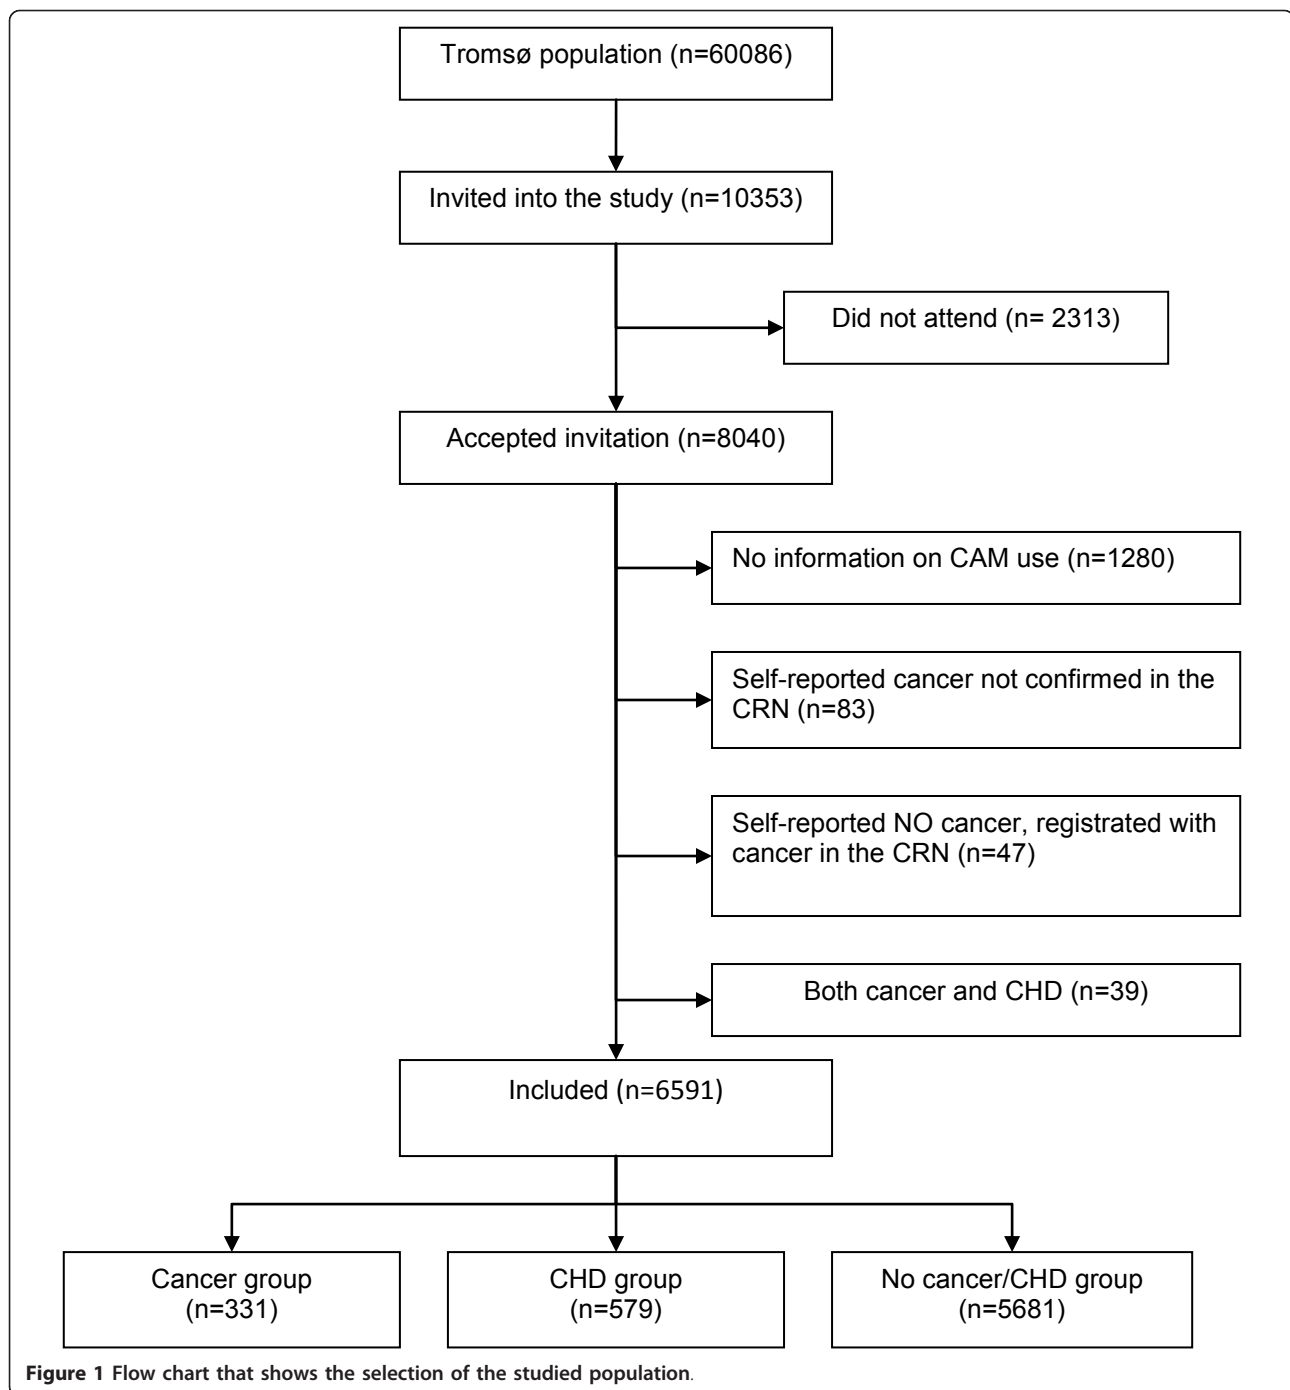 Tromsø population (n=60086)
Invited into the study (n=10353)
Did not attend (n= 2313)
Accepted invitation (n=8040)
No information on CAM use (n=1280)
Self-reported cancer not confirmed in the
CRN (n=83)
Self-reported NO cancer, registrated with
cancer in the CRN (n=47)
Both cancer and CHD (n=39)
Included (n=6591)
Cancer group
(n=331)
CHD group
(n=579)
No cancer/CHD group
(n=5681)
Figure 1 Flow chart that shows the selection of the studied population.